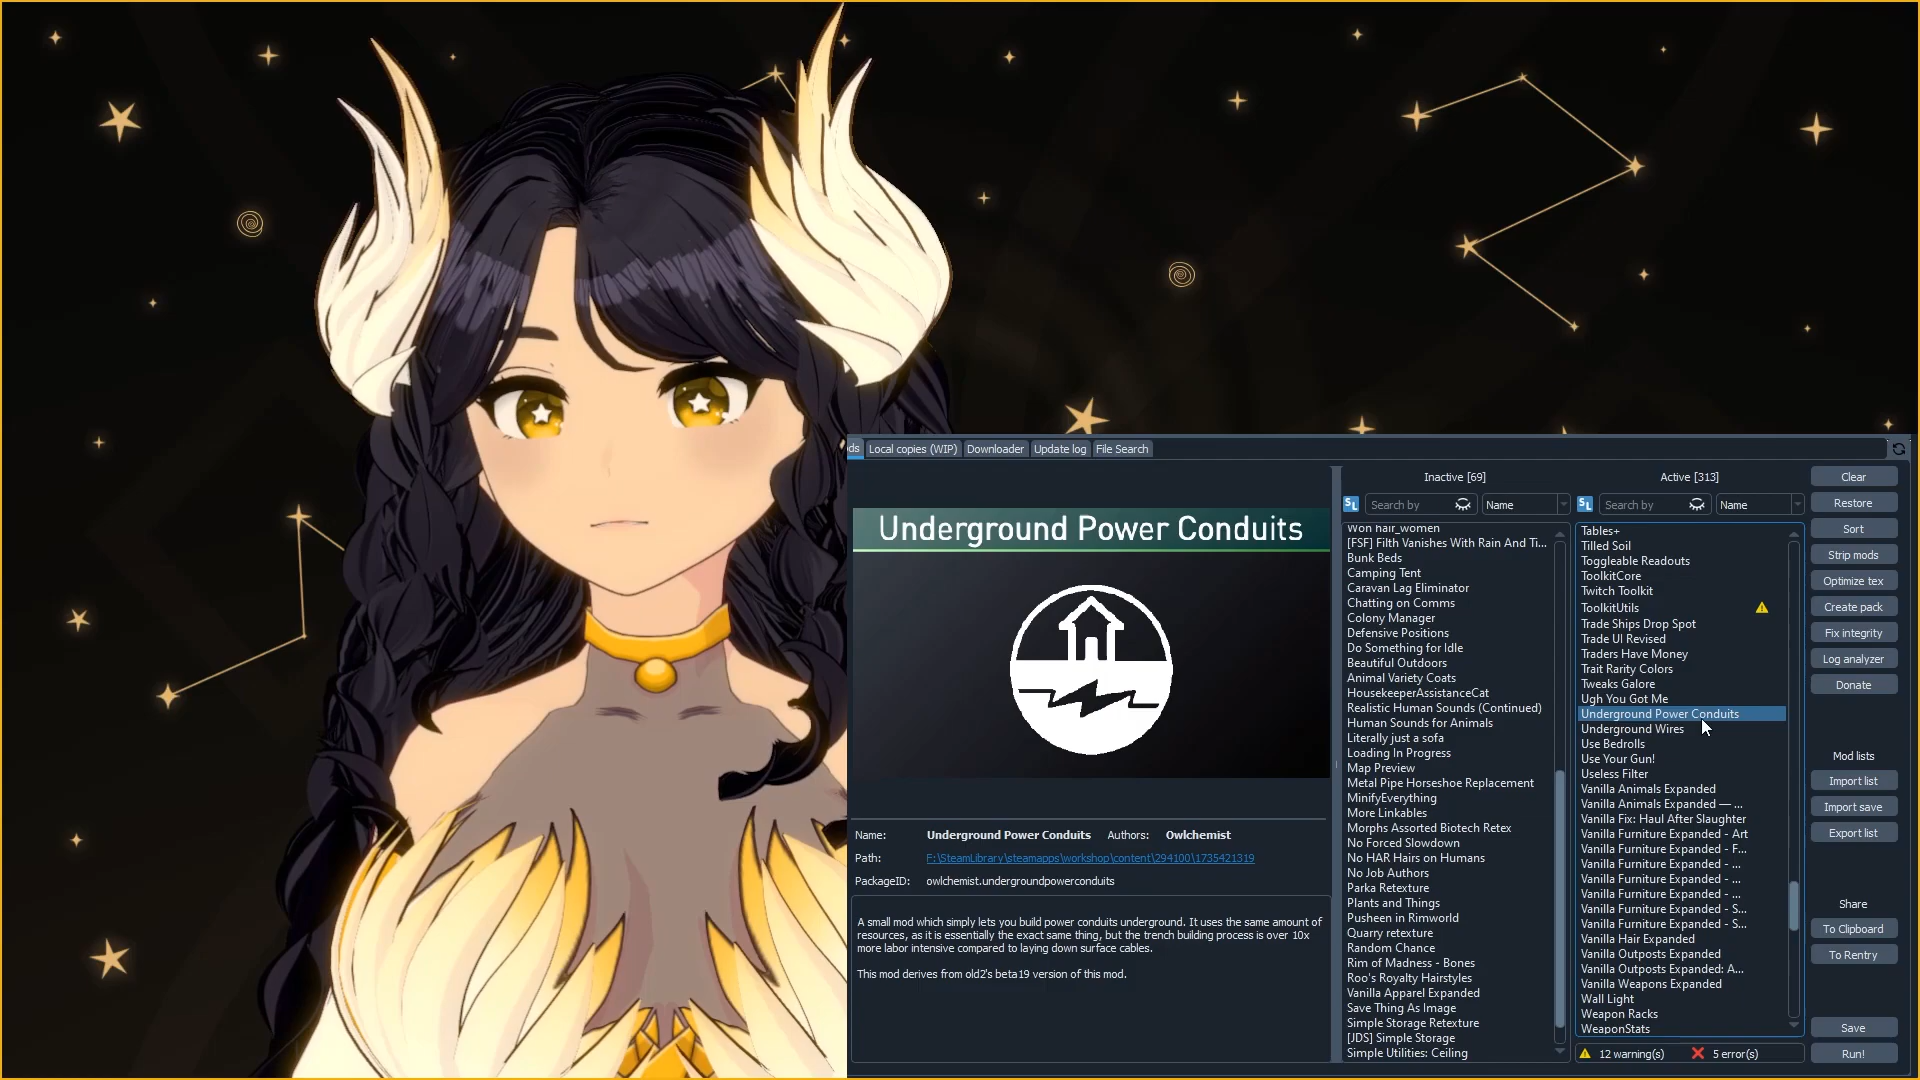 ds
Local copies (WIP)
Downloader
Update log
File Search
Underground Power Conduits
Name: Underground Power Conduits Authors: Owlchemist
Path: F:\SteamLibrary\steamapps\workshop\content\294100\1735421319
PackageID: owlchemist.undergroundpowerconduits
A small mod which simply lets you build power conduits underground. It uses the same amount of
resources, as it is essentially the exact same thing, but the trench building process is over 10x
more labor intensive compared to laying down surface cables.
This mod derives from old2's beta19 version of this mod.
Inactive [69]
SL
Search by
Name
Won hair_women
[FSF] Filth Vanishes With Rain And Ti...
Bunk Beds
Camping Tent
Caravan Lag Eliminator
Chatting on Comms
Colony Manager
Defensive Positions
Do Something for Idle
Beautiful Outdoors
Animal Variety Coats
HousekeeperAssistanceCat
Realistic Human Sounds (Continued)
Human Sounds for Animals
Literally just a sofa
Loading In Progress
Map Preview
Metal Pipe Horseshoe Replacement
MinifyEverything
More Linkables
Morphs Assorted Biotech Retex
No Forced Slowdown
No HAR Hairs on Humans
No Job Authors
Parka Retexture
Plants and Things
Pusheen in Rimworld
Quarry retexture
Random Chance
Rim of Madness - Bones
Roo's Royalty Hairstyles
Vanilla Apparel Expanded
Save Thing As Image
Simple Storage Retexture
[JDS] Simple Storage
Simple Utilities: Ceiling
Active [313]
SL
Search by
Name
Tables+
Tilled Soil
Toggleable Readouts
ToolkitCore
Twitch Toolkit
ToolkitUtils
Trade Ships Drop Spot
Trade UI Revised
Traders Have Money
Trait Rarity Colors
Tweaks Galore
Ugh You Got Me
Underground Power Conduits
Underground Wires
Use Bedrolls
Use Your Gun!
Useless Filter
Vanilla Animals Expanded
Vanilla Animals Expanded — ...
Vanilla Fix: Haul After Slaughter
Vanilla Furniture Expanded - Art
Vanilla Furniture Expanded - F...
Vanilla Furniture Expanded - ...
Vanilla Furniture Expanded - ...
Vanilla Furniture Expanded - ...
Vanilla Furniture Expanded - S...
Vanilla Furniture Expanded - S...
Vanilla Hair Expanded
Vanilla Outposts Expanded
Vanilla Outposts Expanded: A...
Vanilla Weapons Expanded
Wall Light
Weapon Racks
WeaponStats
12 warning(s)
5 error(s)
Clear
Restore
Sort
Strip mods
Optimize tex
Create pack
Fix integrity
Log analyzer
Donate
Mod lists
Import list
Import save
Export list
Share
To Clipboard
To Rentry
Save
Run!